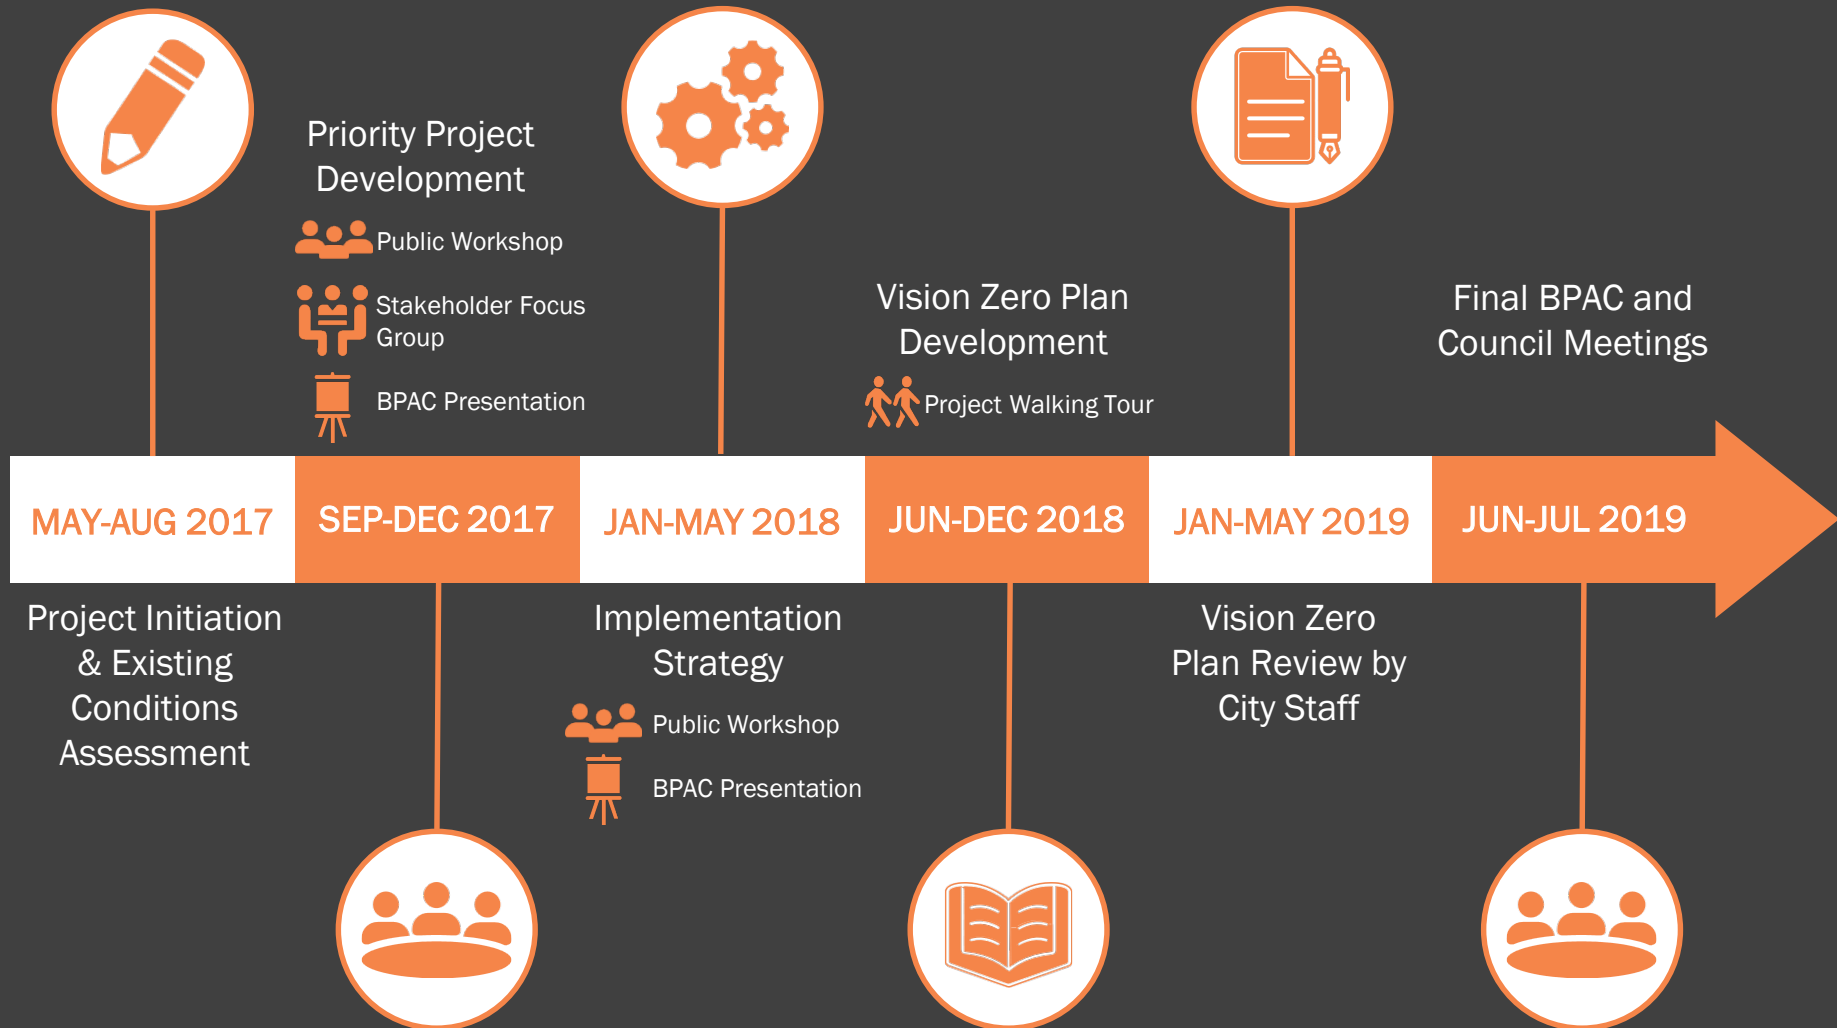 Priority Project
Development
Public Workshop
Stakeholder Focus
Group
BPAC Presentation
Vision Zero Plan
Development
Project Walking Tour
Final BPAC and
Council Meetings
MAY-AUG 2017
SEP-DEC 2017
JAN-MAY 2018
JUN-DEC 2018
JAN-MAY 2019
JUN-JUL 2019
Project Initiation
& Existing
Conditions
Assessment
Implementation
Strategy
Public Workshop
BPAC Presentation
Vision Zero
Plan Review by
City Staff